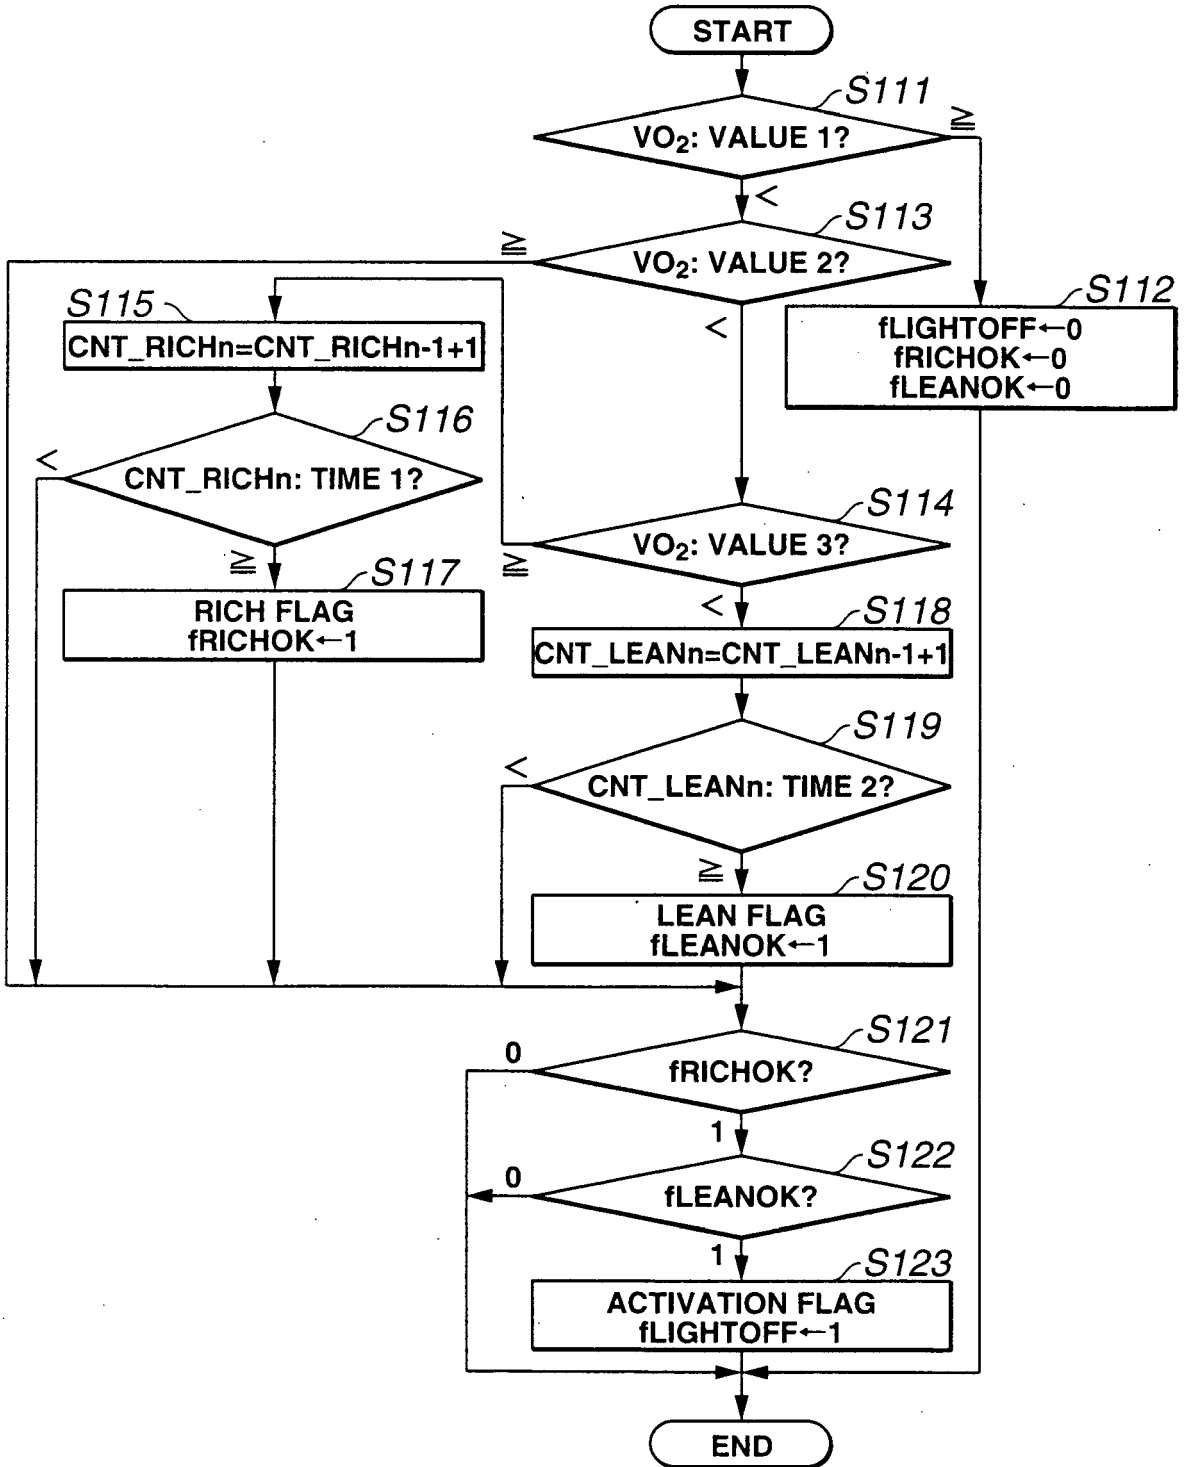 START
S111
VO₂: VALUE 1?
≧
<
S113
≧
VO₂: VALUE 2?
<
S112
fLIGHTOFF←0
fRICHOK←0
fLEANOK←0
S115
CNT_RICHn=CNT_RICHn-1+1
S116
<
CNT_RICHn: TIME 1?
≧
S114
VO₂: VALUE 3?
≧
<
S117
RICH FLAG
fRICHOK←1
S118
CNT_LEANn=CNT_LEANn-1+1
S119
<
CNT_LEANn: TIME 2?
≧
S120
LEAN FLAG
fLEANOK←1
S121
0
fRICHOK?
1
S122
0
fLEANOK?
1
S123
ACTIVATION FLAG
fLIGHTOFF←1
END